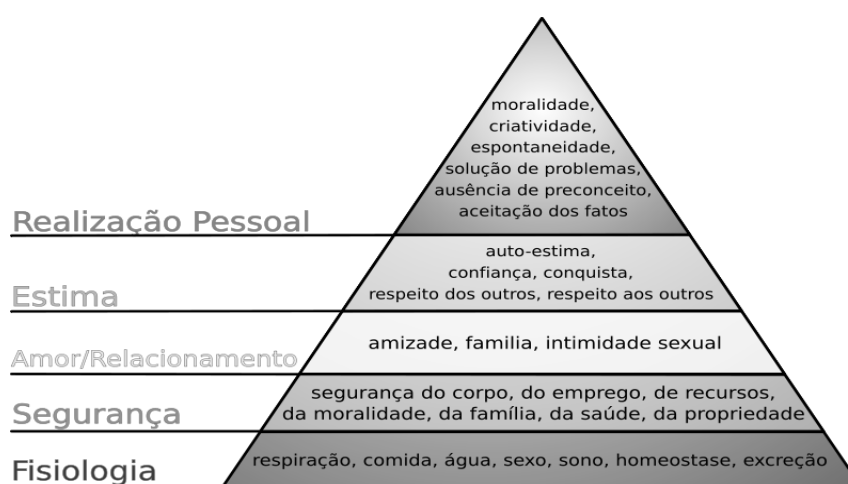 moralidade,
criatividade,
espontaneidade,
solução de problemas,
ausência de preconceito,
aceitação dos fatos
Realização Pessoal
auto-estima,
confiança, conquista,
respeito dos outros, respeito aos outros
Estima
amizade, familia, intimidade sexual
Amor/Relacionamento
segurança do corpo, do emprego, de recursos,
da moralidade, da família, da saúde, da propriedade
Segurança
respiração, comida, água, sexo, sono, homeostase, excreção
Fisiologia